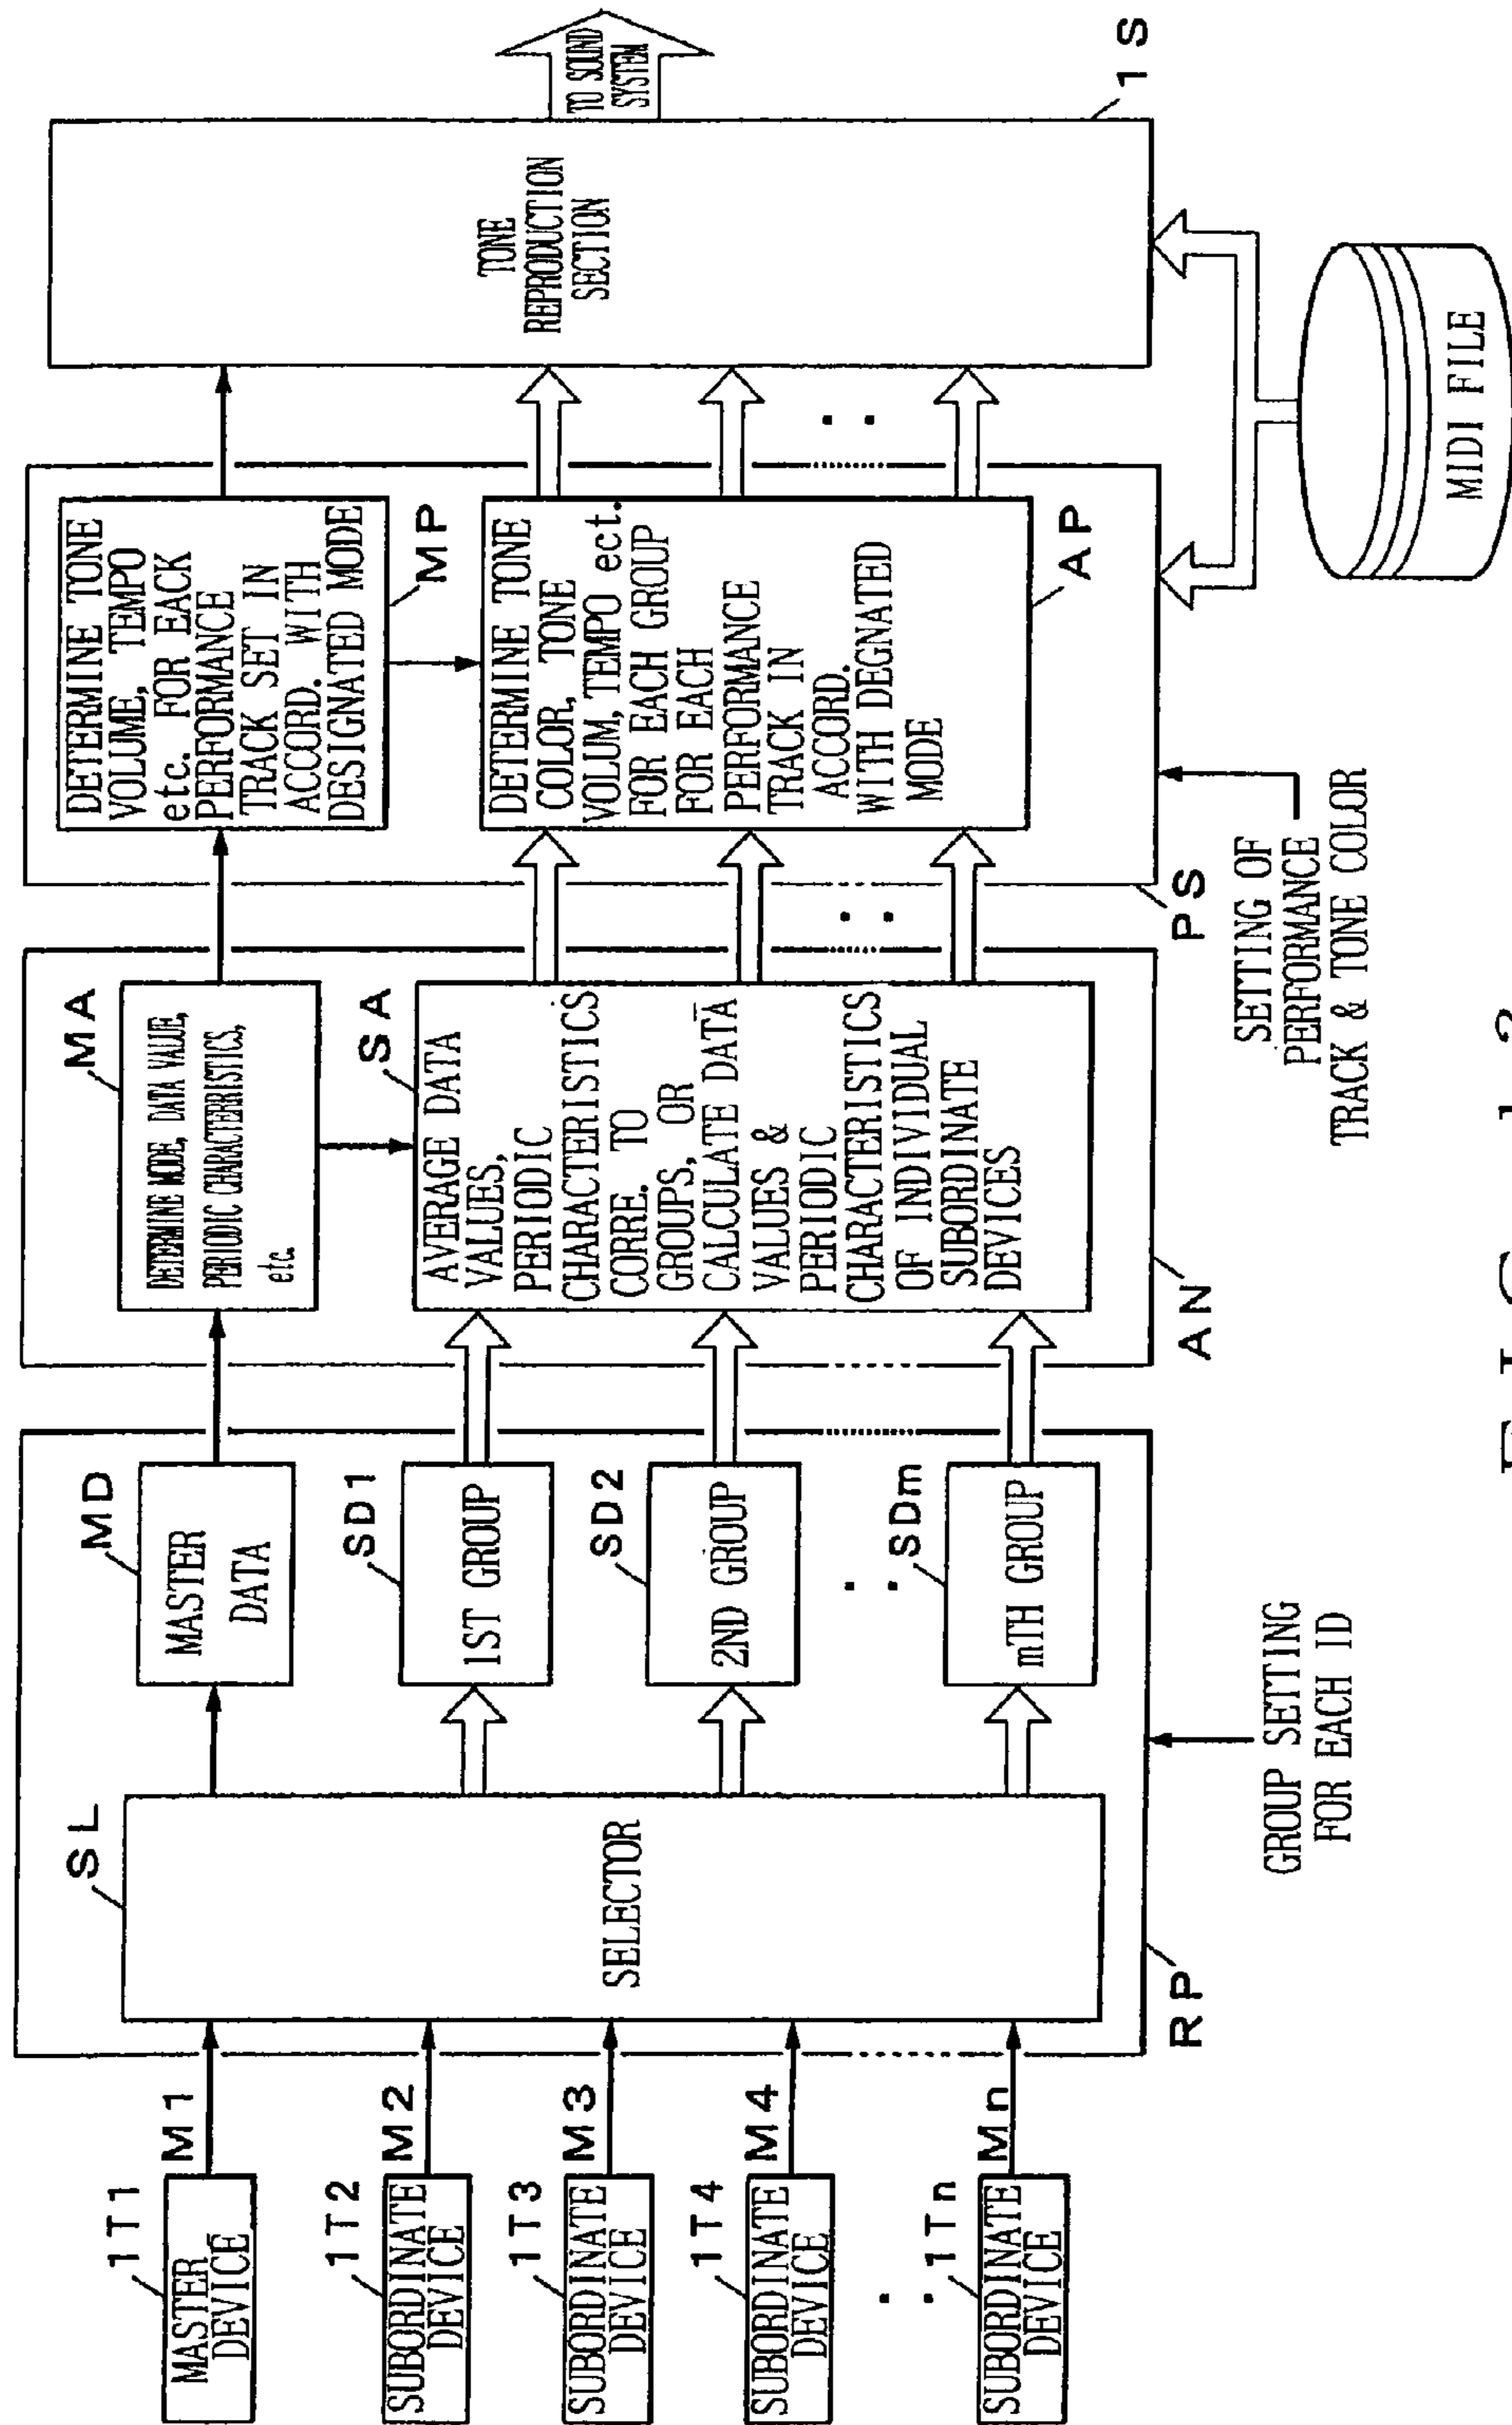 1T1
MASTER
DEVICE
M1
1T2
SUBORDINATE
DEVICE
M2
1T3
SUBORDINATE
DEVICE
M3
1T4
SUBORDINATE
DEVICE
M4
1Tn
SUBORDINATE
DEVICE
Mn
SL
SELECTOR
RP
MD
MASTER
DATA
SD1
1ST GROUP
SD2
2ND GROUP
SDm
mTH GROUP
GROUP SETTING
FOR EACH ID
MA
DETERMINE MODE, DATA VALUE,
PERIODIC CHARACTERISTICS,
etc.
SA
AVERAGE DATA
VALUES,
PERIODIC
CHARACTERISTICS
CORRE. TO
GROUPS, OR
CALCULATE DATA
VALUES &
PERIODIC
CHARACTERISTICS
OF INDIVIDUAL
SUBORDINATE
DEVICES
AN
DETERMINE TONE
VOLUME, TEMPO
etc. FOR EACK
PERFORMANCE
TRACK SET IN
ACCORD. WITH
DESIGNATED MODE
MP
DETERMINE TONE
COLOR, TONE
VOLUM, TEMPO ect.
FOR EACH GROUP
FOR EACH
PERFORMANCE
TRACK IN
ACCORD.
WITH DEGNATED
MODE
AP
PS
SETTING OF
PERFORMANCE
TRACK & TONE COLOR
TONE
REPRODUCTION
SECTION
TO SOUND
SYSTEM
1S
MIDI FILE